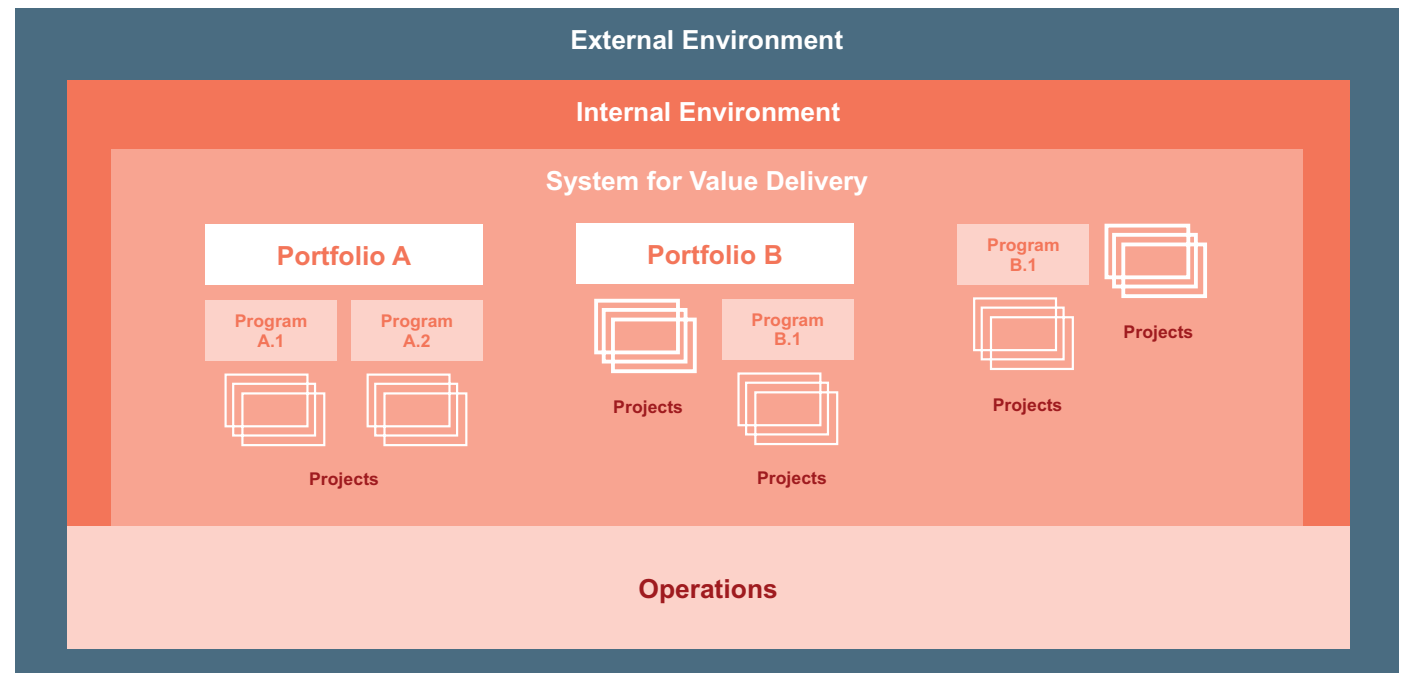 External Environment
Internal Environment
System for Value Delivery
Portfolio A
Program
A.1
Program
A.2
Projects
Portfolio B
Projects
Program
B.1
Projects
Program
B.1
Projects
Projects
Operations